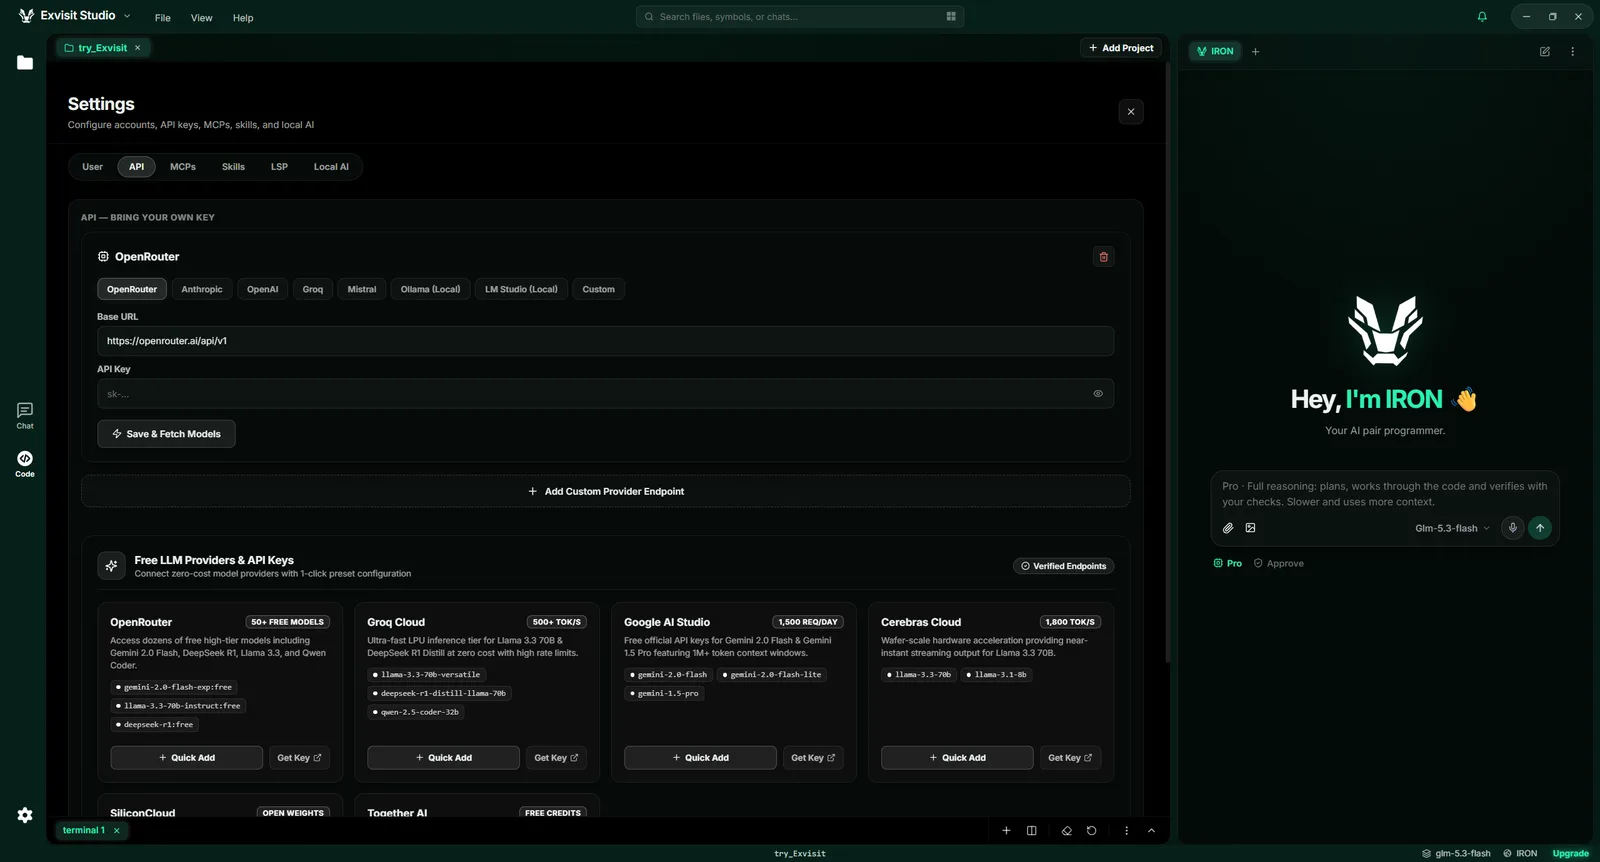 Exvisit Studio
File
View
Help
Search files, symbols, or chats...
try_Exvisit
Add Project
Settings
Configure accounts, API keys, MCPs, skills, and local AI
User
API
MCPs
Skills
LSP
Local AI
API — BRING YOUR OWN KEY
OpenRouter
OpenRouter
Anthropic
OpenAI
Groq
Mistral
Ollama (Local)
LM Studio (Local)
Custom
Base URL
https://openrouter.ai/api/v1
API Key
sk-...
Save & Fetch Models
Add Custom Provider Endpoint
Free LLM Providers & API Keys
Connect zero-cost model providers with 1-click preset configuration
Verified Endpoints
OpenRouter
50+ FREE MODELS
Access dozens of free high-tier models including
Gemini 2.0 Flash, DeepSeek R1, Llama 3.3, and Qwen
Coder.
gemini-2.0-flash-exp:free
llama-3.3-70b-instruct:free
deepseek-r1:free
Quick Add
Get Key
Groq Cloud
500+ TOK/S
Ultra-fast LPU inference tier for Llama 3.3 70B &
DeepSeek R1 Distill at zero cost with high rate limits.
llama-3.3-70b-versatile
deepseek-r1-distill-llama-70b
qwen-2.5-coder-32b
Quick Add
Get Key
Google AI Studio
1,500 REQ/DAY
Free official API keys for Gemini 2.0 Flash & Gemini
1.5 Pro featuring 1M+ token context windows.
gemini-2.0-flash
gemini-2.0-flash-lite
gemini-1.5-pro
Quick Add
Get Key
Cerebras Cloud
1,800 TOK/S
Wafer-scale hardware acceleration providing near-
instant streaming output for Llama 3.3 70B.
llama-3.3-70b
llama-3.1-8b
Quick Add
Get Key
SiliconCloud
OPEN WEIGHTS
Together AI
FREE CREDITS
Chat
Code
terminal 1
IRON
Hey, I'm IRON
Your AI pair programmer.
Pro · Full reasoning: plans, works through the code and verifies with
your checks. Slower and uses more context.
Glm-5.3-flash
Pro
Approve
try_Exvisit
glm-5.3-flash
IRON
Upgrade